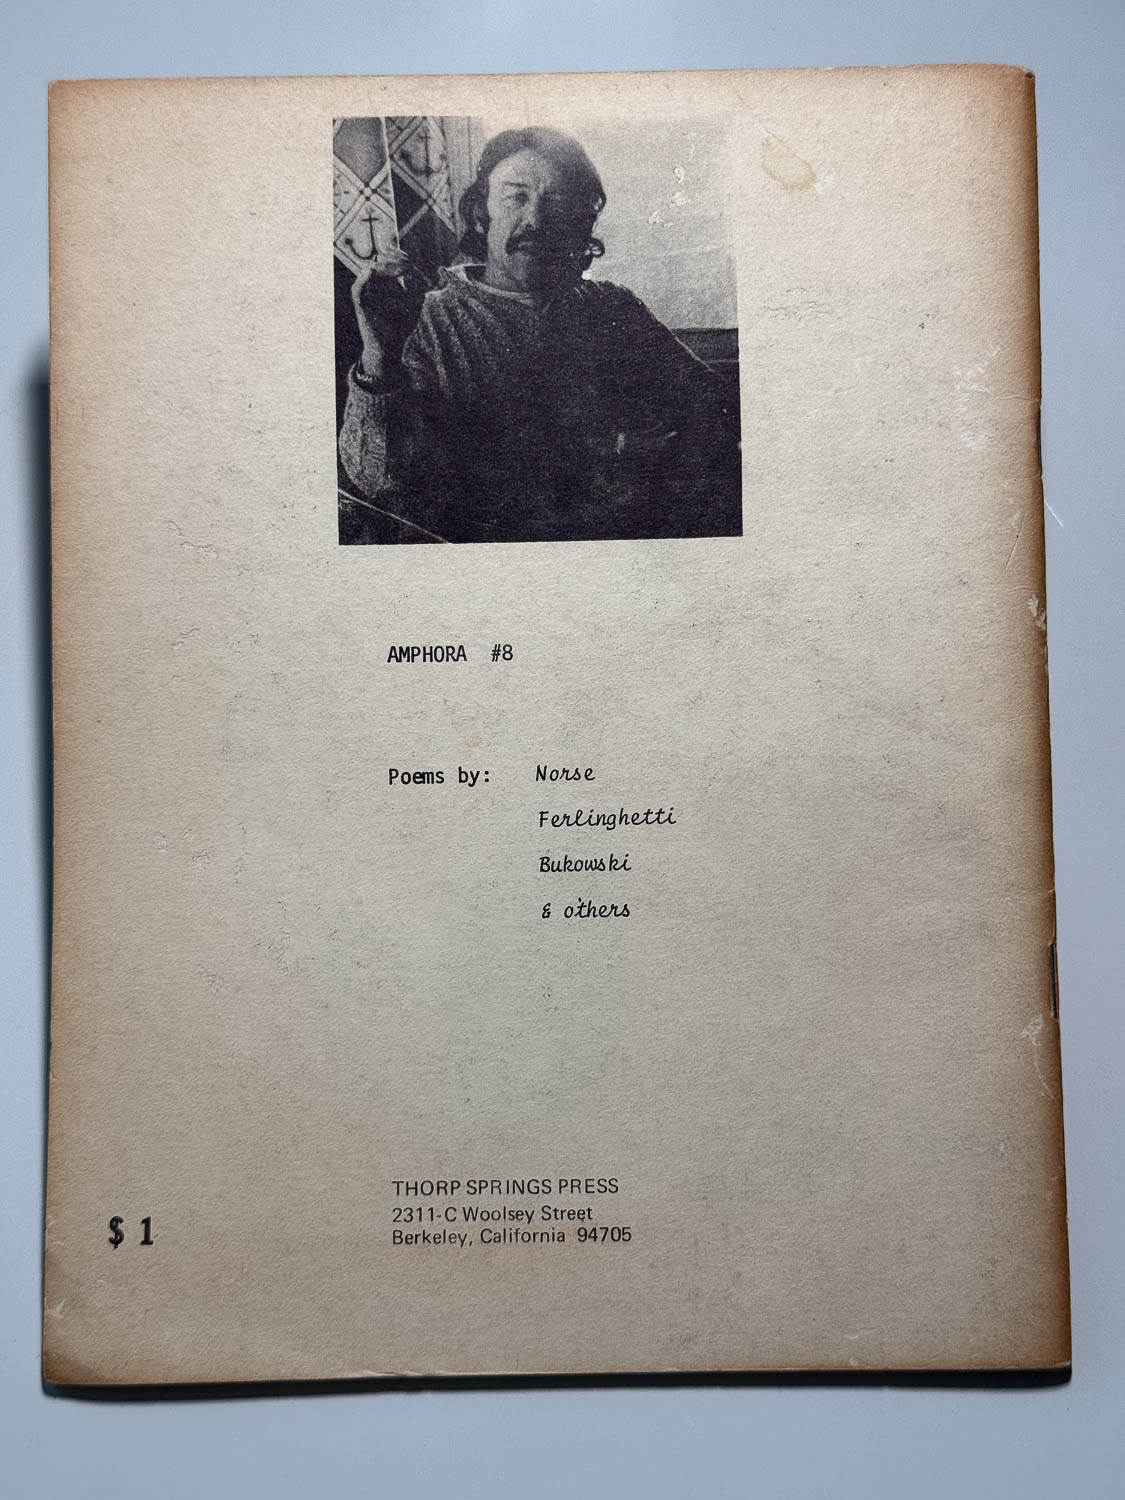 AMPHORA #8
Poems by: Norse
Ferlinghetti
Bukowski
& others
THORP SPRINGS PRESS
2311-C Woolsey Street
$ 1
Berkeley, California 94705